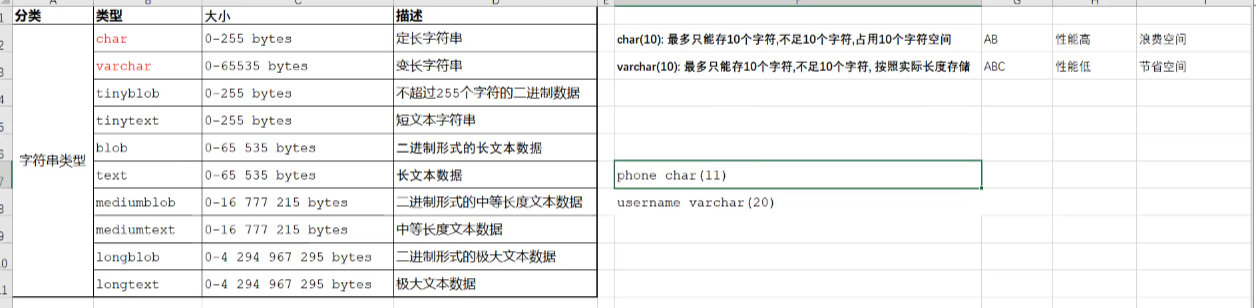 A B C D E F G H I
1 分类 类型 大小 描述
2 char 0-255 bytes 定长字符串 char(10): 最多只能存10个字符,不足10个字符,占用10个字符空间 AB 性能高 浪费空间
3 varchar 0-65535 bytes 变长字符串 varchar(10): 最多只能存10个字符,不足10个字符, 按照实际长度存储 ABC 性能低 节省空间
4 tinyblob 0-255 bytes 不超过255个字符的二进制数据
5 tinytext 0-255 bytes 短文本字符串
6 字符串类型 blob 0-65 535 bytes 二进制形式的长文本数据
7 text 0-65 535 bytes 长文本数据 phone char(11)
8 mediumblob 0-16 777 215 bytes 二进制形式的中等长度文本数据 username varchar(20)
9 mediumtext 0-16 777 215 bytes 中等长度文本数据
0 longblob 0-4 294 967 295 bytes 二进制形式的极大文本数据
1 longtext 0-4 294 967 295 bytes 极大文本数据